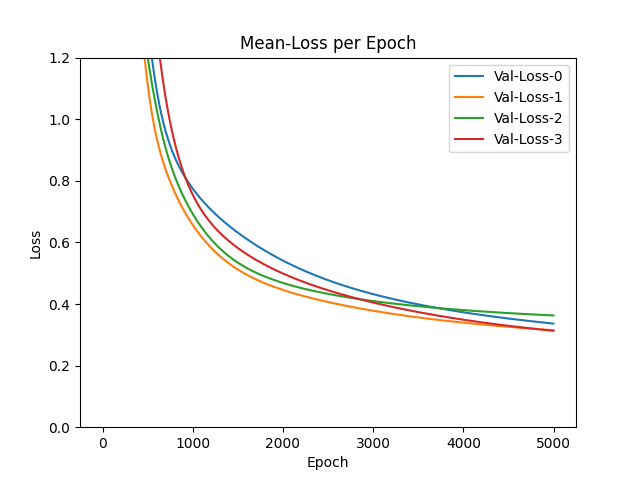 Mean-Loss per Epoch
1.2
1.0
0.8
0.6
0.4
0.2
0.0
Loss
Val-Loss-0
Val-Loss-1
Val-Loss-2
Val-Loss-3
0 1000 2000 3000 4000 5000
Epoch